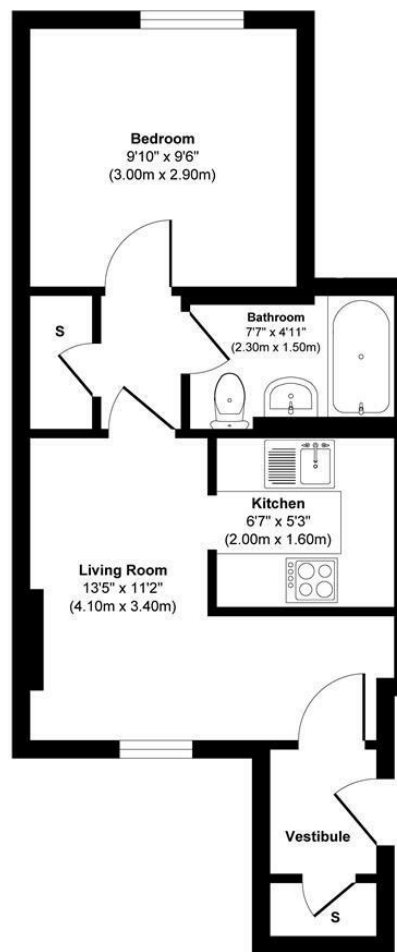 Bedroom
9'10" x 9'6"
(3.00m x 2.90m)
S
Bathroom
7'7" x 4'11"
(2.30m x 1.50m)
Kitchen
6'7" x 5'3"
(2.00m x 1.60m)
Living Room
13'5" x 11'2"
(4.10m x 3.40m)
Vestibule
S